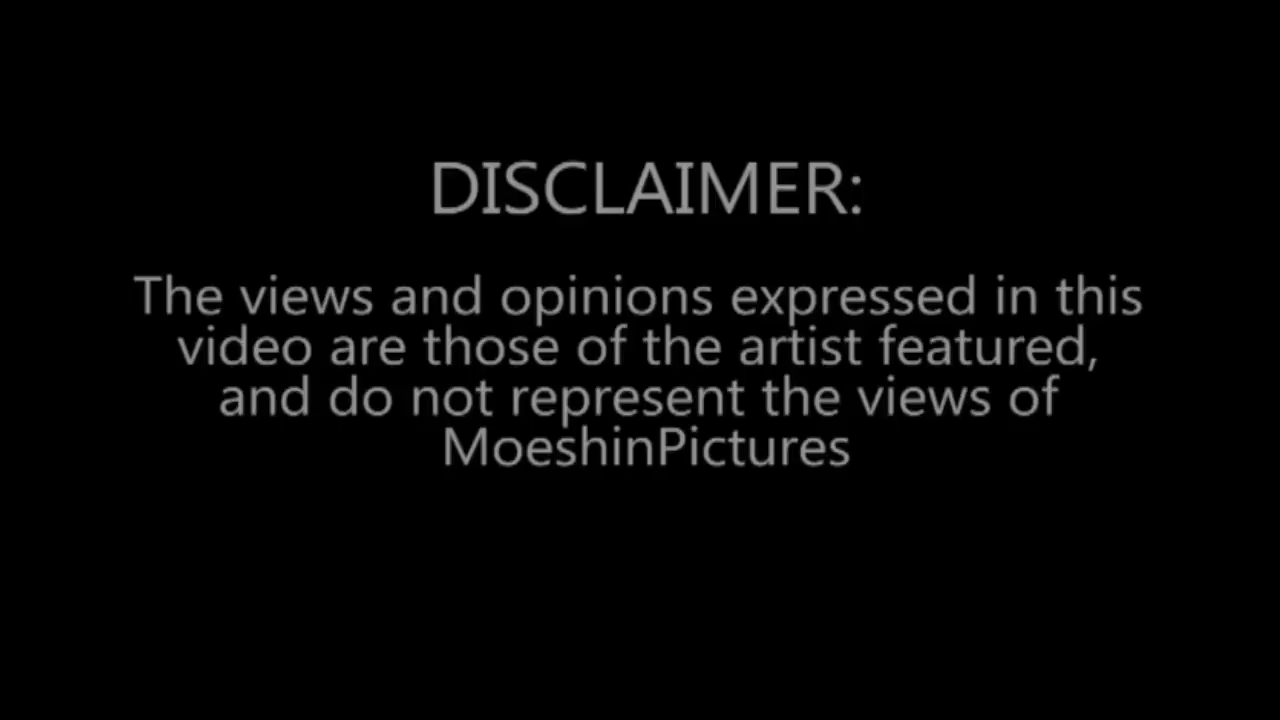 DISCLAIMER:
The views and opinions expressed in this
video are those of the artist featured,
and do not represent the views of
MoeshinPictures